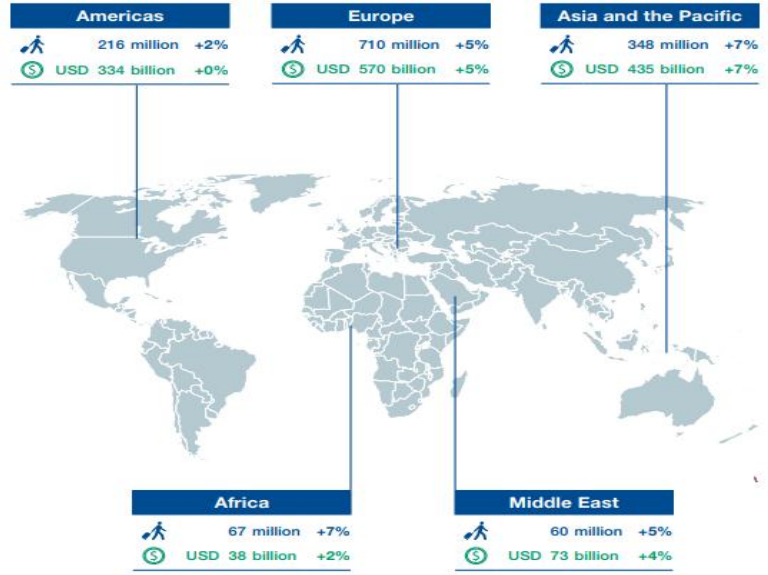 Americas
216 million +2%
USD 334 billion +0%
Europe
710 million +5%
USD 570 billion +5%
Asia and the Pacific
348 million +7%
USD 435 billion +7%
Africa
67 million +7%
USD 38 billion +2%
Middle East
60 million +5%
USD 73 billion +4%